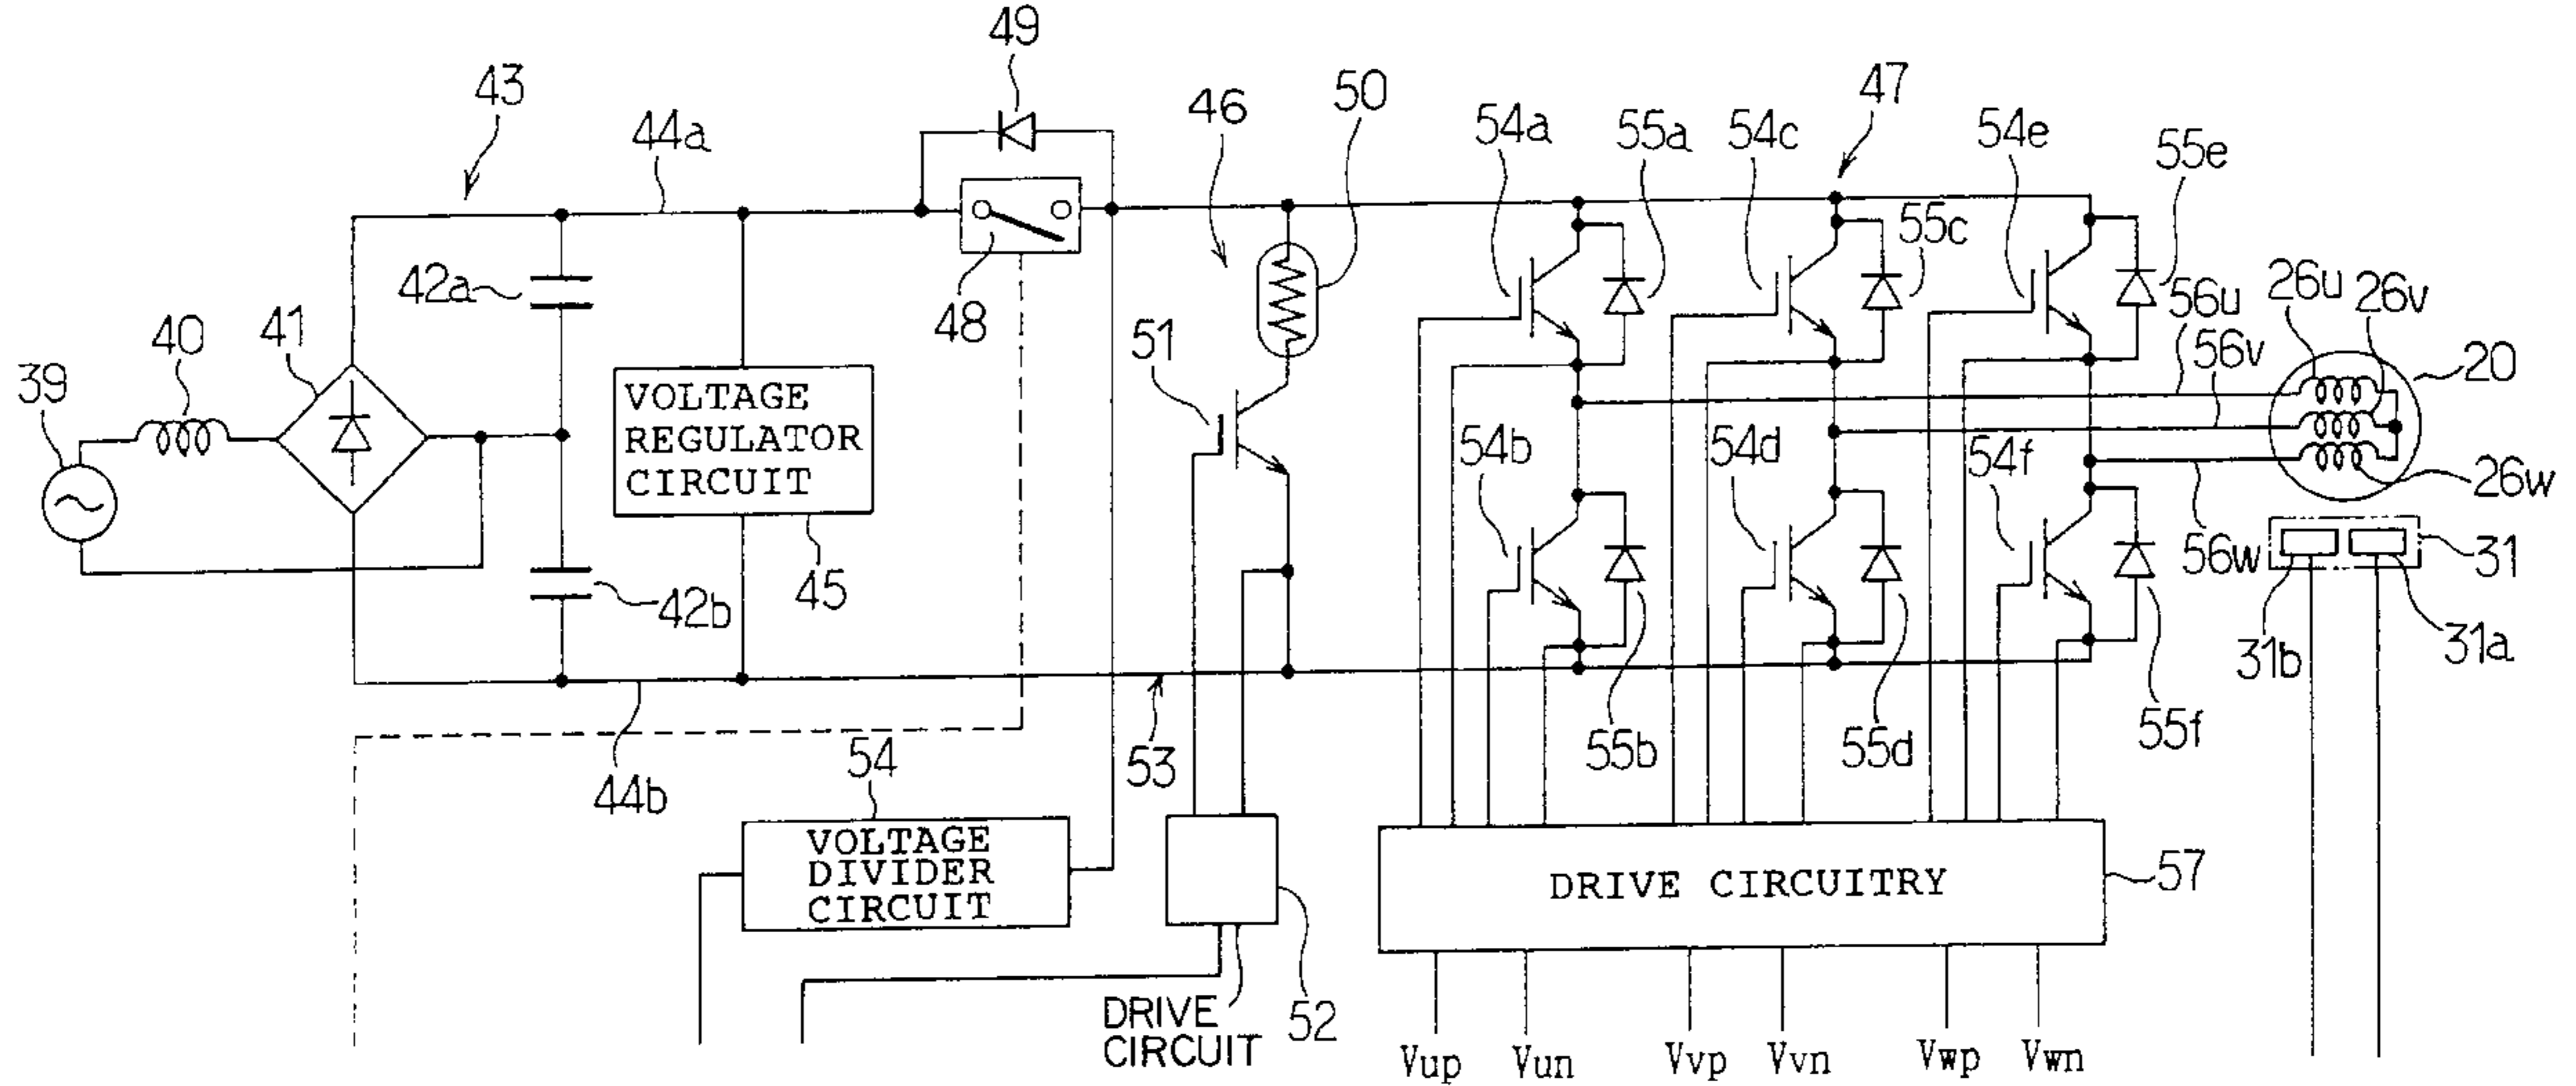 49
43
47
44a
46
50
54a
55a
54c
54e
55e
55c
42a
48
40
41
51
56u
26u
26v
56v
39
20
VOLTAGE
REGULATOR
CIRCUIT
54b
54d
54f
26w
56w
31
45
42b
31b
31a
53
55b
55d
55f
44b
54
VOLTAGE
DIVIDER
CIRCUIT
DRIVE CIRCUITRY
57
DRIVE
CIRCUIT
52
Vup
Vun
Vvp
Vvn
Vwp
Vwn